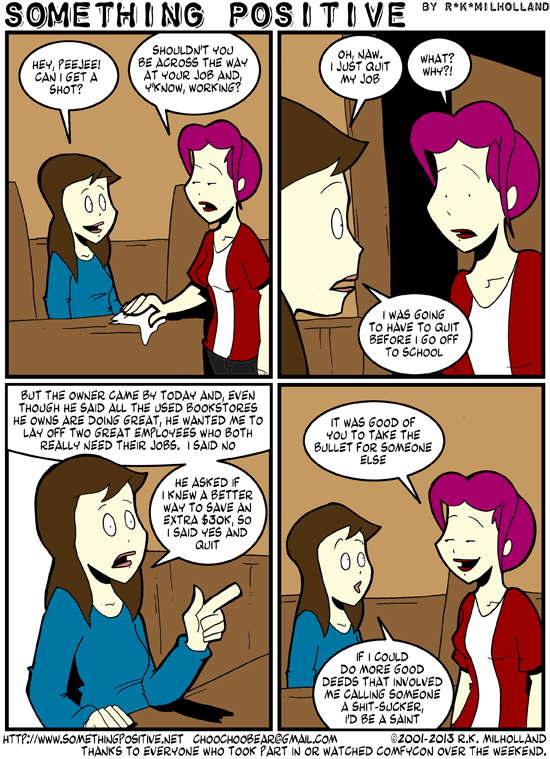 SOMETHING POSITIVE BY R*K*MILHOLLAND
HEY, PEEJEE!
CAN I GET A
SHOT?
SHOULDN'T YOU
BE ACROSS THE WAY
AT YOUR JOB AND,
Y'KNOW, WORKING?
OH, NAW.
I JUST QUIT
MY JOB
WHAT?
WHY?!
I WAS GOING
TO HAVE TO QUIT
BEFORE I GO OFF
TO SCHOOL
BUT THE OWNER CAME BY TODAY AND, EVEN
THOUGH HE SAID ALL THE USED BOOKSTORES
HE OWNS ARE DOING GREAT, HE WANTED ME TO
LAY OFF TWO GREAT EMPLOYEES WHO BOTH
REALLY NEED THEIR JOBS. I SAID NO
HE ASKED IF
I KNEW A BETTER
WAY TO SAVE AN
EXTRA $30K, SO
I SAID YES AND
QUIT
IT WAS GOOD OF
YOU TO TAKE THE
BULLET FOR SOMEONE
ELSE
IF I COULD
DO MORE GOOD
DEEDS THAT INVOLVED
ME CALLING SOMEONE
A SHIT-SUCKER,
I'D BE A SAINT
HTTP://WWW.SOMETHINGPOSITIVE.NET CHOOCHOOBEAR@GMAIL.COM ©2001-2013 R.K. MILHOLLAND
THANKS TO EVERYONE WHO TOOK PART IN OR WATCHED COMFYCON OVER THE WEEKEND.